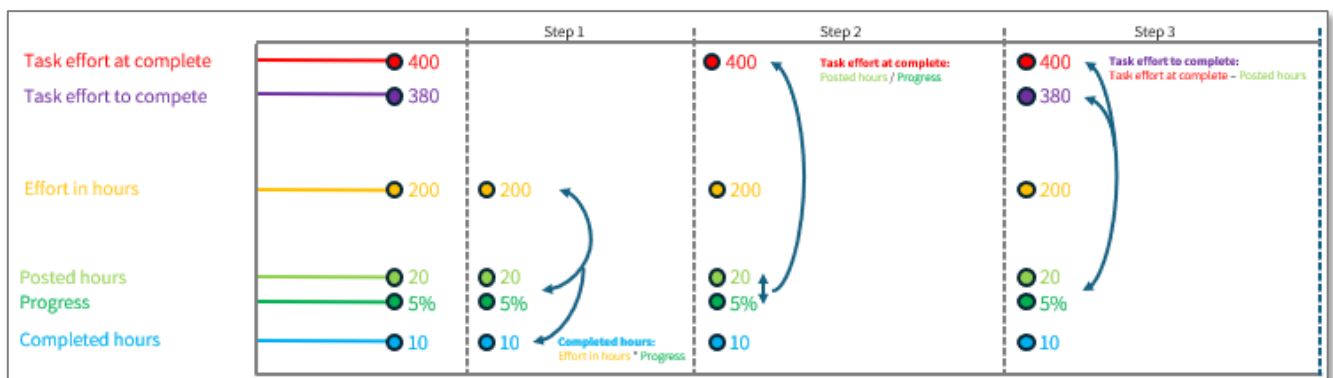 Step 1 Step 2 Step 3
Task effort at complete 400 400 Task effort at complete: 400 Task effort to complete:
Posted hours / Progress Task effort at complete – Posted hours
Task effort to compete 380 380
Effort in hours 200 200 200 200
Posted hours 20 20 20 20
Progress 5% 5% 5% 5%
Completed hours 10 10 Completed hours: 10 10
Effort in hours * Progress